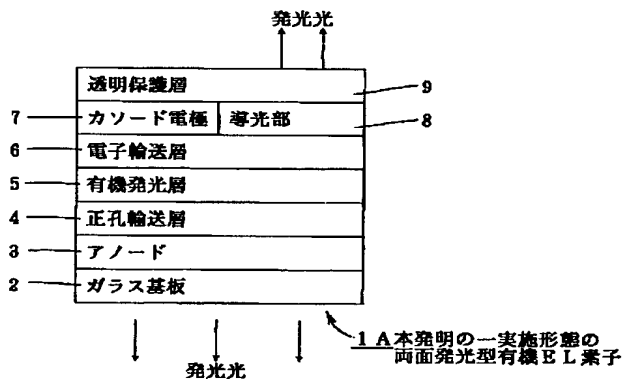 発光光
透明保護層 9
7 カソード電極 導光部 8
6 電子輸送層
5 有機発光層
4 正孔輸送層
3 アノード
2 ガラス基板
発光光
1A本発明の一実施形態の
両面発光型有機EL素子